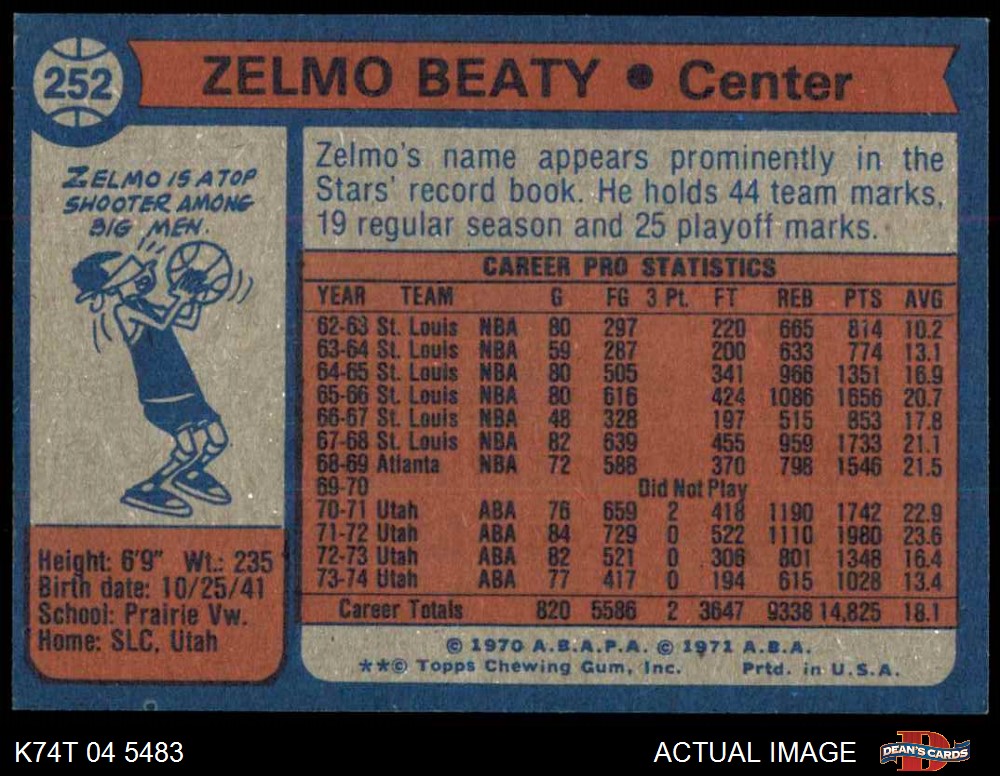 252
ZELMO BEATY • Center
ZELMO IS A TOP
SHOOTER AMONG
BIG MEN.
Zelmo's name appears prominently in the
Stars' record book. He holds 44 team marks,
19 regular season and 25 playoff marks.
CAREER PRO STATISTICS
YEAR TEAM G FG 3 Pt. FT REB PTS AVG
62-63 St. Louis NBA 80 297 220 665 814 10.2
63-64 St. Louis NBA 59 287 200 633 774 13.1
64-65 St. Louis NBA 80 505 341 966 1351 16.9
65-66 St. Louis NBA 80 616 424 1086 1656 20.7
66-67 St. Louis NBA 48 328 197 515 853 17.8
67-68 St. Louis NBA 82 639 455 959 1733 21.1
68-69 Atlanta NBA 72 588 370 798 1546 21.5
69-70 Did Not Play
70-71 Utah ABA 76 659 2 418 1190 1742 22.9
71-72 Utah ABA 84 729 0 522 1110 1980 23.6
72-73 Utah ABA 82 521 0 306 801 1348 16.4
73-74 Utah ABA 77 417 0 194 615 1028 13.4
Career Totals 820 5586 2 3647 9338 14,825 18.1
Height: 6'9" Wt.: 235
Birth date: 10/25/41
School: Prairie Vw.
Home: SLC, Utah
© 1970 A.B.A.P.A. © 1971 A.B.A.
**© Topps Chewing Gum, Inc. Prtd. in U.S.A.
K74T 04 5483
ACTUAL IMAGE
D
DEAN'S CARDS